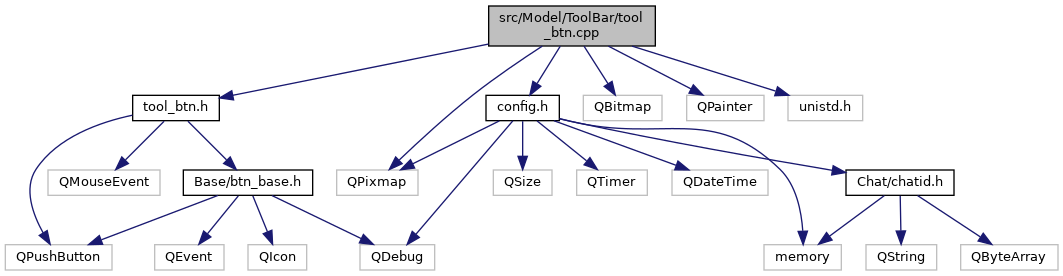 src/Model/ToolBar/tool
_btn.cpp
tool_btn.h
config.h
QBitmap
QPainter
unistd.h
QMouseEvent
Base/btn_base.h
QPixmap
QSize
QTimer
QDateTime
Chat/chatid.h
QPushButton
QEvent
QIcon
QDebug
memory
QString
QByteArray